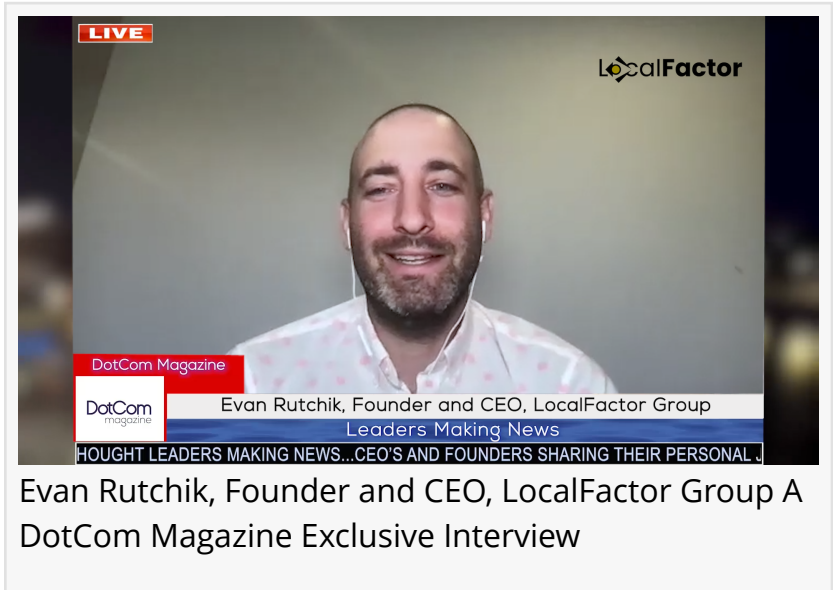 LIVE
LocalFactor
DotCom Magazine
DotCom
magazine
Evan Rutchik, Founder and CEO, LocalFactor Group
Leaders Making News
HOUGHT LEADERS MAKING NEWS...CEO'S AND FOUNDERS SHARING THEIR PERSONAL J
Evan Rutchik, Founder and CEO, LocalFactor Group A
DotCom Magazine Exclusive Interview